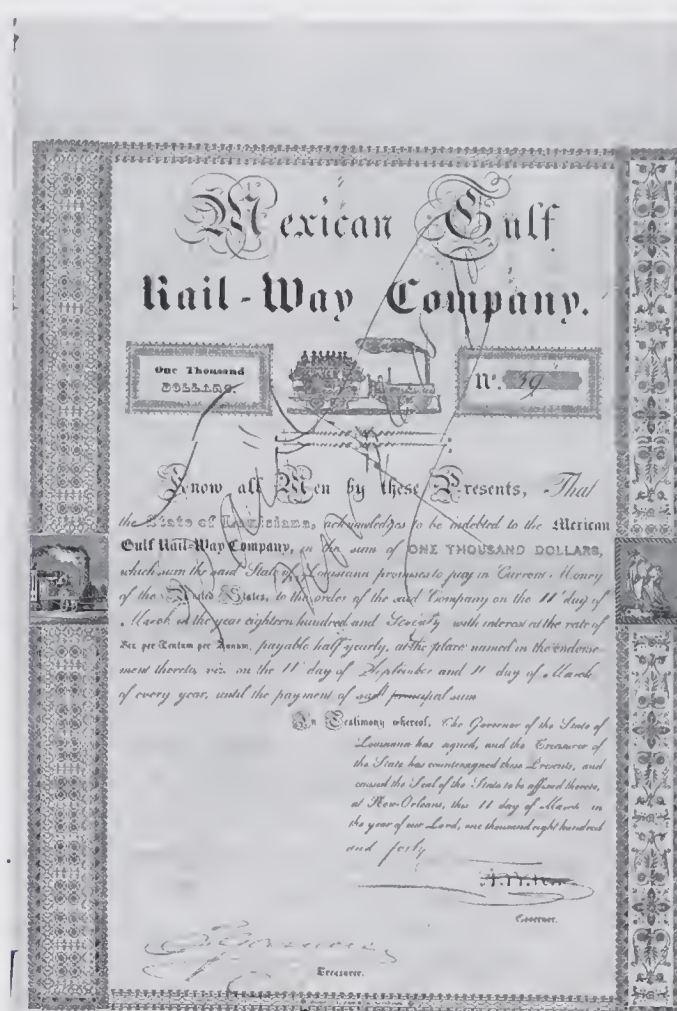 Mexican Gulf
Rail-Way Company.
One Thousand
DOLLARS.
No. 39
Know all Men by these Presents, That
the State of Louisiana, acknowledges to be indebted to the Mexican
Gulf Rail-Way Company, in the sum of ONE THOUSAND DOLLARS,
which sum the said State of Louisiana promises to pay in Current Money
of the United States, to the order of the said Company on the 11 day of
March in the year eighteen hundred and Seventy with interest at the rate of
Six per Centum per Annum, payable half yearly, at the place named in the endorse
ment thereto, viz. on the 11 day of September and 11 day of March
of every year, until the payment of said principal sum
In Testimony whereof, The Governor of the State of
Louisiana has signed, and the Treasurer of
the State has countersigned these Presents, and
caused the Seal of the State to be affixed thereto,
at New-Orleans, this 11 day of March in
the year of our Lord, one thousand eight hundred
and forty
Governor.
Treasurer.